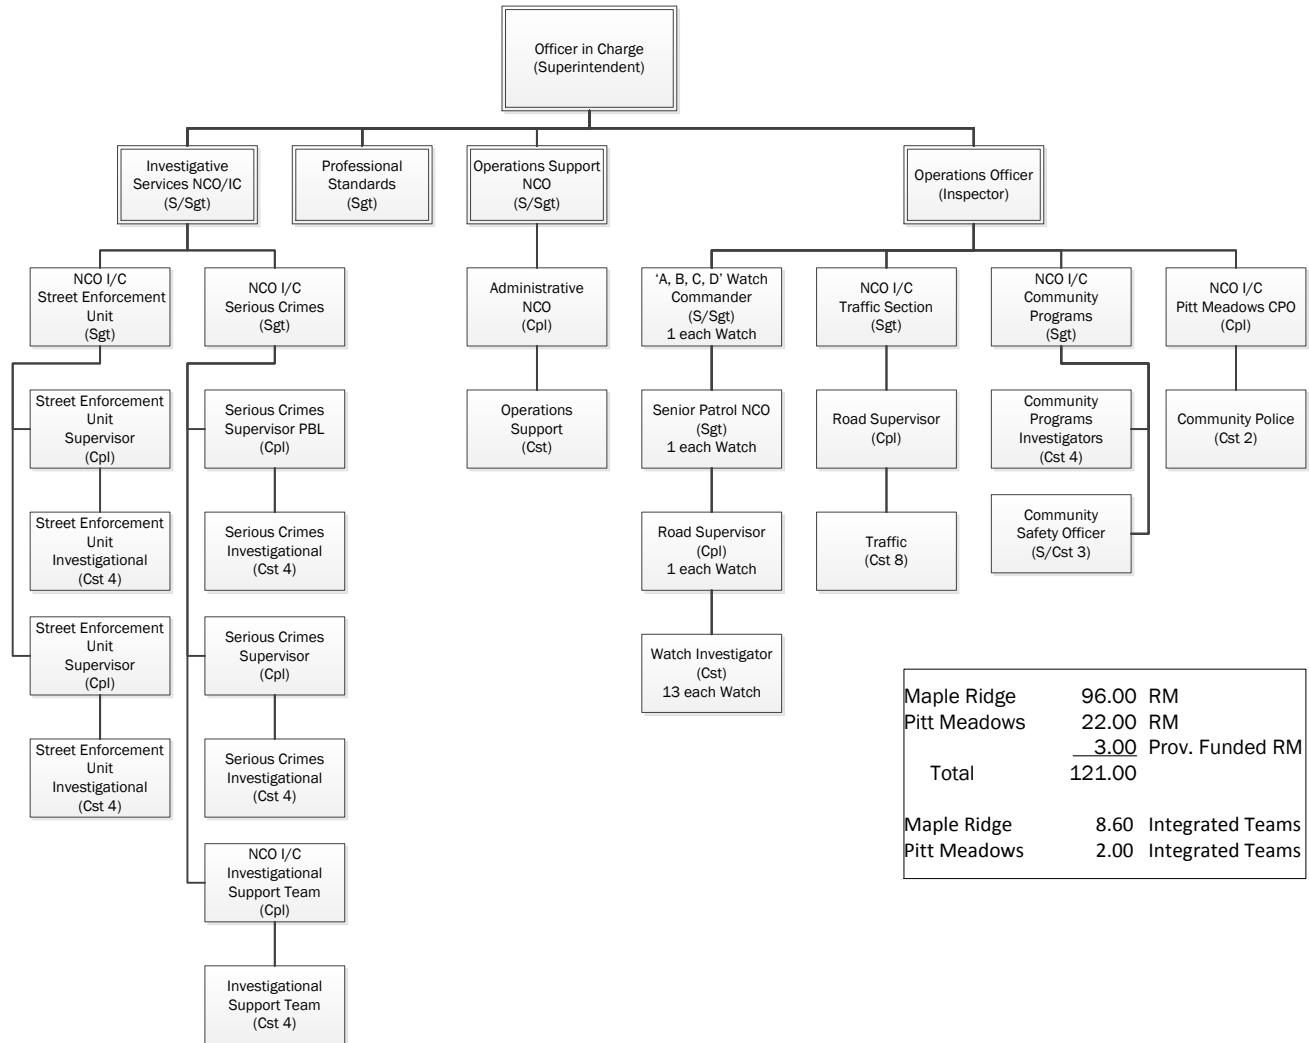 Officer in Charge
(Superintendent)
Investigative
Services NCO/IC
(S/Sgt)
Professional
Standards
(Sgt)
Operations Support
NCO
(S/Sgt)
Operations Officer
(Inspector)
NCO I/C
Street Enforcement
Unit
(Sgt)
NCO I/C
Serious Crimes
(Sgt)
Administrative
NCO
(Cpl)
‘A, B, C, D’ Watch
Commander
(S/Sgt)
1 each Watch
NCO I/C
Traffic Section
(Sgt)
NCO I/C
Community
Programs
(Sgt)
NCO I/C
Pitt Meadows CPO
(Cpl)
Street Enforcement
Unit
Supervisor
(Cpl)
Serious Crimes
Supervisor PBL
(Cpl)
Operations
Support
(Cst)
Senior Patrol NCO
(Sgt)
1 each Watch
Road Supervisor
(Cpl)
Community
Programs
Investigators
(Cst 4)
Community Police
(Cst 2)
Street Enforcement
Unit
Investigational
(Cst 4)
Serious Crimes
Investigational
(Cst 4)
Road Supervisor
(Cpl)
1 each Watch
Traffic
(Cst 8)
Community
Safety Officer
(S/Cst 3)
Street Enforcement
Unit
Supervisor
(Cpl)
Serious Crimes
Supervisor
(Cpl)
Watch Investigator
(Cst)
13 each Watch
Street Enforcement
Unit
Investigational
(Cst 4)
Serious Crimes
Investigational
(Cst 4)
NCO I/C
Investigational
Support Team
(Cpl)
Investigational
Support Team
(Cst 4)
Maple Ridge 96.00 RM
Pitt Meadows 22.00 RM
3.00 Prov. Funded RM
Total 121.00
Maple Ridge 8.60 Integrated Teams
Pitt Meadows 2.00 Integrated Teams